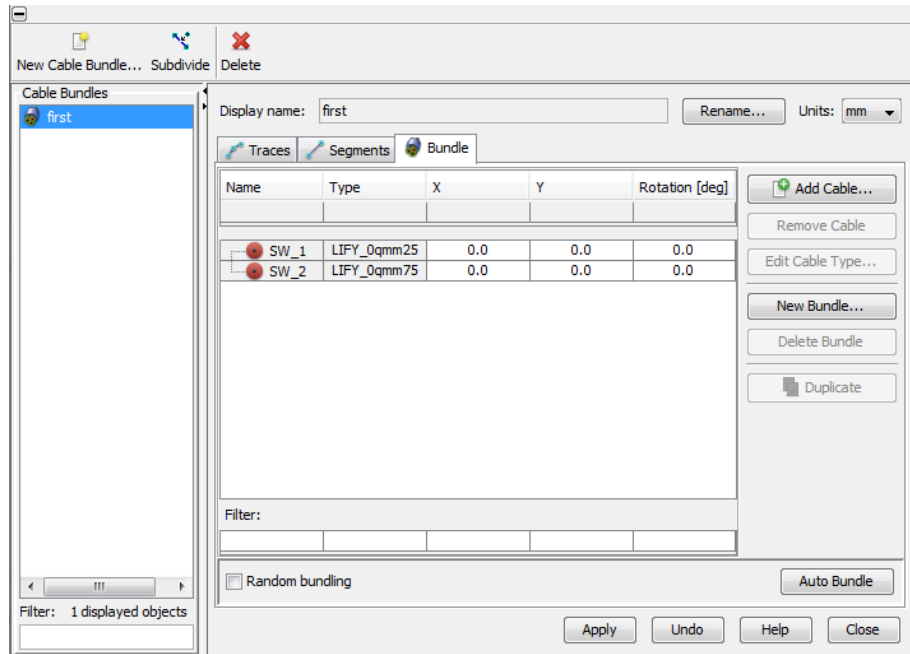 New Cable Bundle... Subdivide Delete
Cable Bundles
first
Display name: first Rename... Units: mm
Traces Segments Bundle
Name Type X Y Rotation [deg]
SW_1 LIFY_0qmm25 0.0 0.0 0.0
SW_2 LIFY_0qmm75 0.0 0.0 0.0
Add Cable...
Remove Cable
Edit Cable Type...
New Bundle...
Delete Bundle
Duplicate
Filter:
Random bundling Auto Bundle
Filter: 1 displayed objects
Apply Undo Help Close